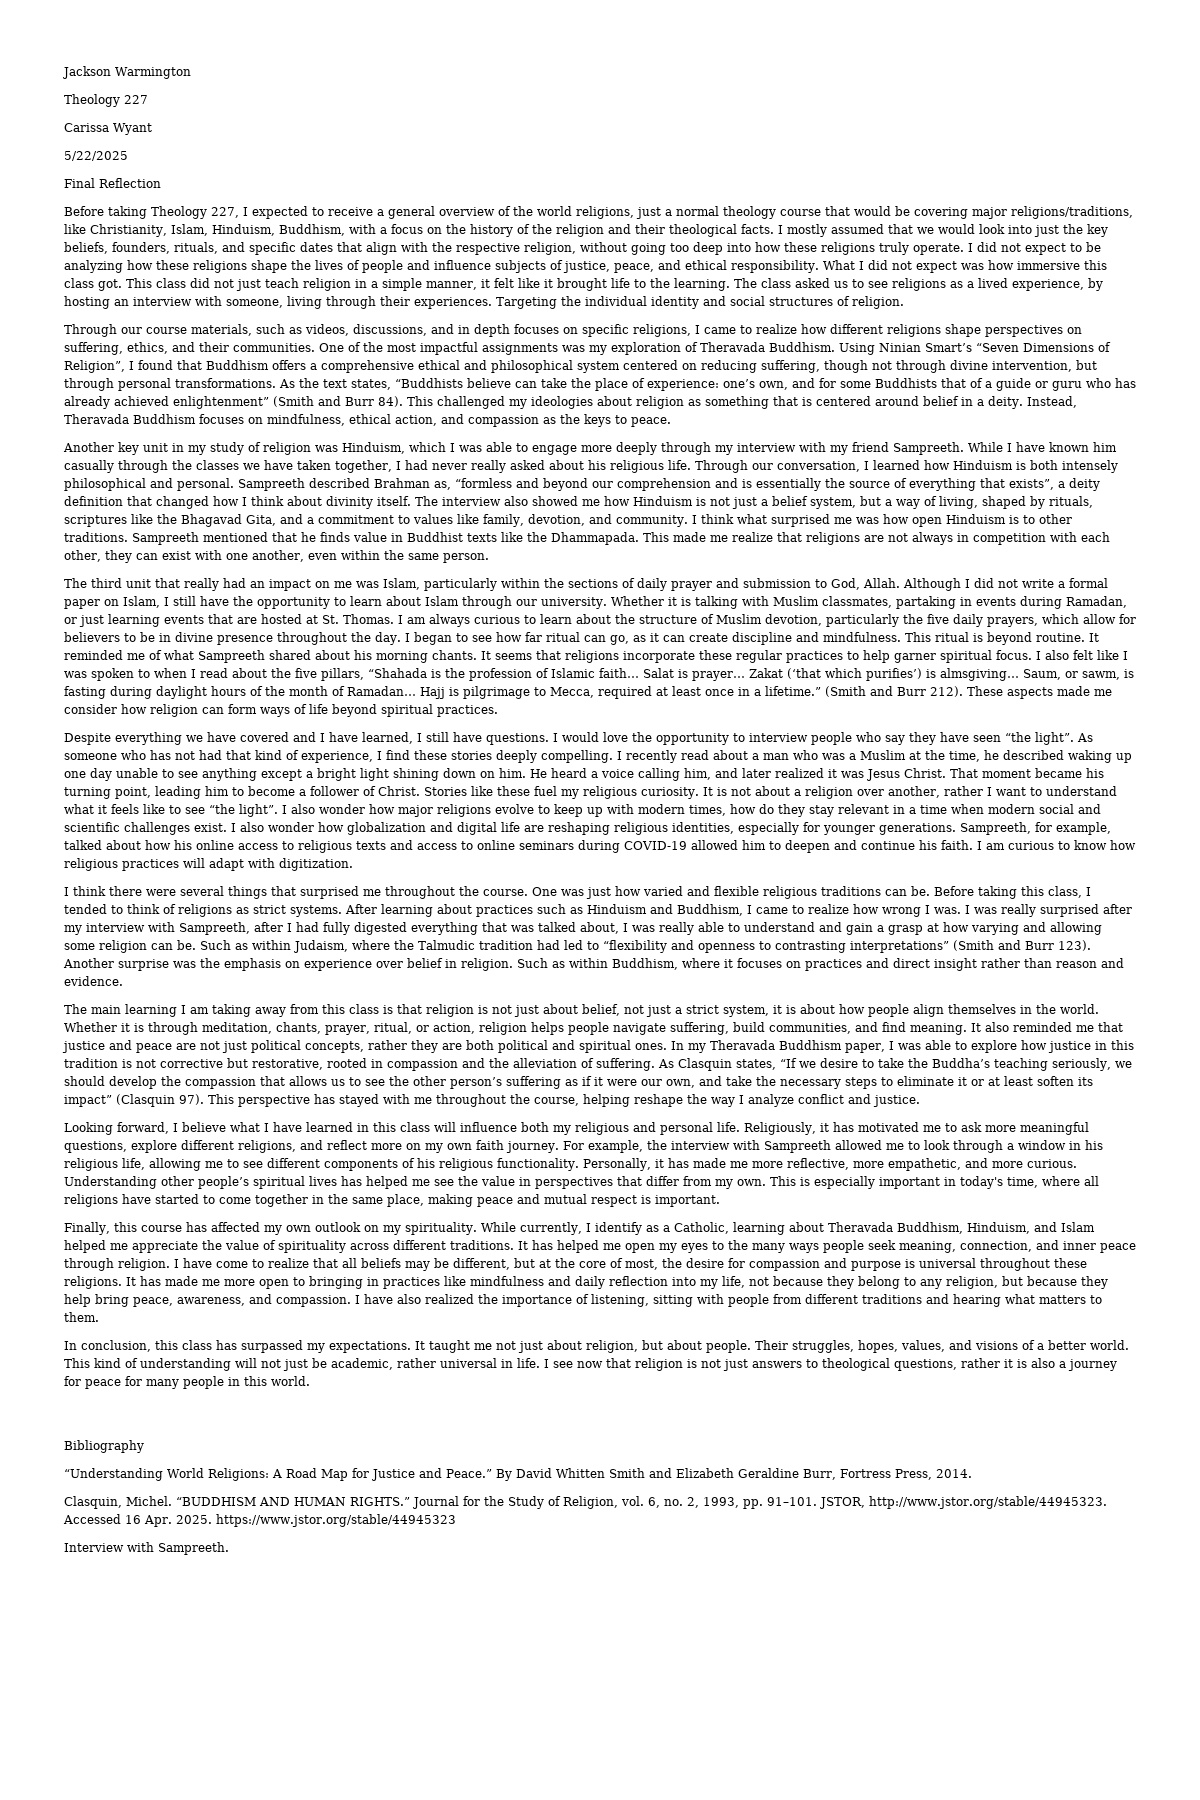 Jackson Warmington
Theology 227
Carissa Wyant
5/22/2025
Final Reflection
Before taking Theology 227, I expected to receive a general overview of the world religions, just a normal theology course that would be covering major religions/traditions,
like Christianity, Islam, Hinduism, Buddhism, with a focus on the history of the religion and their theological facts. I mostly assumed that we would look into just the key
beliefs, founders, rituals, and specific dates that align with the respective religion, without going too deep into how these religions truly operate. I did not expect to be
analyzing how these religions shape the lives of people and influence subjects of justice, peace, and ethical responsibility. What I did not expect was how immersive this
class got. This class did not just teach religion in a simple manner, it felt like it brought life to the learning. The class asked us to see religions as a lived experience, by
hosting an interview with someone, living through their experiences. Targeting the individual identity and social structures of religion.
Through our course materials, such as videos, discussions, and in depth focuses on specific religions, I came to realize how different religions shape perspectives on
suffering, ethics, and their communities. One of the most impactful assignments was my exploration of Theravada Buddhism. Using Ninian Smart’s “Seven Dimensions of
Religion”, I found that Buddhism offers a comprehensive ethical and philosophical system centered on reducing suffering, though not through divine intervention, but
through personal transformations. As the text states, “Buddhists believe can take the place of experience: one’s own, and for some Buddhists that of a guide or guru who has
already achieved enlightenment” (Smith and Burr 84). This challenged my ideologies about religion as something that is centered around belief in a deity. Instead,
Theravada Buddhism focuses on mindfulness, ethical action, and compassion as the keys to peace.
Another key unit in my study of religion was Hinduism, which I was able to engage more deeply through my interview with my friend Sampreeth. While I have known him
casually through the classes we have taken together, I had never really asked about his religious life. Through our conversation, I learned how Hinduism is both intensely
philosophical and personal. Sampreeth described Brahman as, “formless and beyond our comprehension and is essentially the source of everything that exists”, a deity
definition that changed how I think about divinity itself. The interview also showed me how Hinduism is not just a belief system, but a way of living, shaped by rituals,
scriptures like the Bhagavad Gita, and a commitment to values like family, devotion, and community. I think what surprised me was how open Hinduism is to other
traditions. Sampreeth mentioned that he finds value in Buddhist texts like the Dhammapada. This made me realize that religions are not always in competition with each
other, they can exist with one another, even within the same person.
The third unit that really had an impact on me was Islam, particularly within the sections of daily prayer and submission to God, Allah. Although I did not write a formal
paper on Islam, I still have the opportunity to learn about Islam through our university. Whether it is talking with Muslim classmates, partaking in events during Ramadan,
or just learning events that are hosted at St. Thomas. I am always curious to learn about the structure of Muslim devotion, particularly the five daily prayers, which allow for
believers to be in divine presence throughout the day. I began to see how far ritual can go, as it can create discipline and mindfulness. This ritual is beyond routine. It
reminded me of what Sampreeth shared about his morning chants. It seems that religions incorporate these regular practices to help garner spiritual focus. I also felt like I
was spoken to when I read about the five pillars, “Shahada is the profession of Islamic faith… Salat is prayer… Zakat (‘that which purifies’) is almsgiving… Saum, or sawm, is
fasting during daylight hours of the month of Ramadan… Hajj is pilgrimage to Mecca, required at least once in a lifetime.” (Smith and Burr 212). These aspects made me
consider how religion can form ways of life beyond spiritual practices.
Despite everything we have covered and I have learned, I still have questions. I would love the opportunity to interview people who say they have seen “the light”. As
someone who has not had that kind of experience, I find these stories deeply compelling. I recently read about a man who was a Muslim at the time, he described waking up
one day unable to see anything except a bright light shining down on him. He heard a voice calling him, and later realized it was Jesus Christ. That moment became his
turning point, leading him to become a follower of Christ. Stories like these fuel my religious curiosity. It is not about a religion over another, rather I want to understand
what it feels like to see “the light”. I also wonder how major religions evolve to keep up with modern times, how do they stay relevant in a time when modern social and
scientific challenges exist. I also wonder how globalization and digital life are reshaping religious identities, especially for younger generations. Sampreeth, for example,
talked about how his online access to religious texts and access to online seminars during COVID-19 allowed him to deepen and continue his faith. I am curious to know how
religious practices will adapt with digitization.
I think there were several things that surprised me throughout the course. One was just how varied and flexible religious traditions can be. Before taking this class, I
tended to think of religions as strict systems. After learning about practices such as Hinduism and Buddhism, I came to realize how wrong I was. I was really surprised after
my interview with Sampreeth, after I had fully digested everything that was talked about, I was really able to understand and gain a grasp at how varying and allowing
some religion can be. Such as within Judaism, where the Talmudic tradition had led to “flexibility and openness to contrasting interpretations” (Smith and Burr 123).
Another surprise was the emphasis on experience over belief in religion. Such as within Buddhism, where it focuses on practices and direct insight rather than reason and
evidence.
The main learning I am taking away from this class is that religion is not just about belief, not just a strict system, it is about how people align themselves in the world.
Whether it is through meditation, chants, prayer, ritual, or action, religion helps people navigate suffering, build communities, and find meaning. It also reminded me that
justice and peace are not just political concepts, rather they are both political and spiritual ones. In my Theravada Buddhism paper, I was able to explore how justice in this
tradition is not corrective but restorative, rooted in compassion and the alleviation of suffering. As Clasquin states, “If we desire to take the Buddha’s teaching seriously, we
should develop the compassion that allows us to see the other person’s suffering as if it were our own, and take the necessary steps to eliminate it or at least soften its
impact” (Clasquin 97). This perspective has stayed with me throughout the course, helping reshape the way I analyze conflict and justice.
Looking forward, I believe what I have learned in this class will influence both my religious and personal life. Religiously, it has motivated me to ask more meaningful
questions, explore different religions, and reflect more on my own faith journey. For example, the interview with Sampreeth allowed me to look through a window in his
religious life, allowing me to see different components of his religious functionality. Personally, it has made me more reflective, more empathetic, and more curious.
Understanding other people’s spiritual lives has helped me see the value in perspectives that differ from my own. This is especially important in today's time, where all
religions have started to come together in the same place, making peace and mutual respect is important.
Finally, this course has affected my own outlook on my spirituality. While currently, I identify as a Catholic, learning about Theravada Buddhism, Hinduism, and Islam
helped me appreciate the value of spirituality across different traditions. It has helped me open my eyes to the many ways people seek meaning, connection, and inner peace
through religion. I have come to realize that all beliefs may be different, but at the core of most, the desire for compassion and purpose is universal throughout these
religions. It has made me more open to bringing in practices like mindfulness and daily reflection into my life, not because they belong to any religion, but because they
help bring peace, awareness, and compassion. I have also realized the importance of listening, sitting with people from different traditions and hearing what matters to
them.
In conclusion, this class has surpassed my expectations. It taught me not just about religion, but about people. Their struggles, hopes, values, and visions of a better world.
This kind of understanding will not just be academic, rather universal in life. I see now that religion is not just answers to theological questions, rather it is also a journey
for peace for many people in this world.
Bibliography
“Understanding World Religions: A Road Map for Justice and Peace.” By David Whitten Smith and Elizabeth Geraldine Burr, Fortress Press, 2014.
Clasquin, Michel. “BUDDHISM AND HUMAN RIGHTS.” Journal for the Study of Religion, vol. 6, no. 2, 1993, pp. 91–101. JSTOR, http://www.jstor.org/stable/44945323.
Accessed 16 Apr. 2025. https://www.jstor.org/stable/44945323
Interview with Sampreeth.